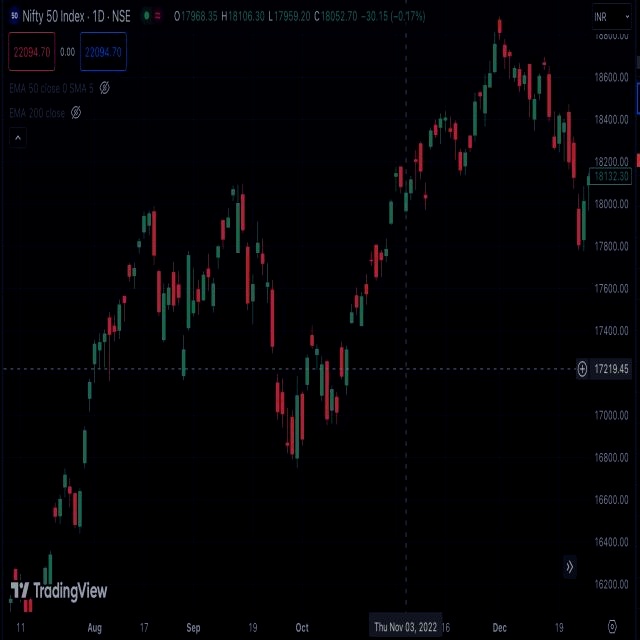 50 Nifty 50 Index · 1D · NSE O17968.35 H18106.30 L17959.20 C18052.70 −30.15 (−0.17%) INR
22094.70 0.00 22094.70
EMA 50 close 0 SMA 5
EMA 200 close
18800.00
18600.00
18400.00
18200.00
18132.30
18000.00
17800.00
17600.00
17400.00
17219.45
17000.00
16800.00
16600.00
16400.00
16200.00
TradingView
11 Aug 17 Sep 19 Oct Thu Nov 03, 2022 16 Dec 19